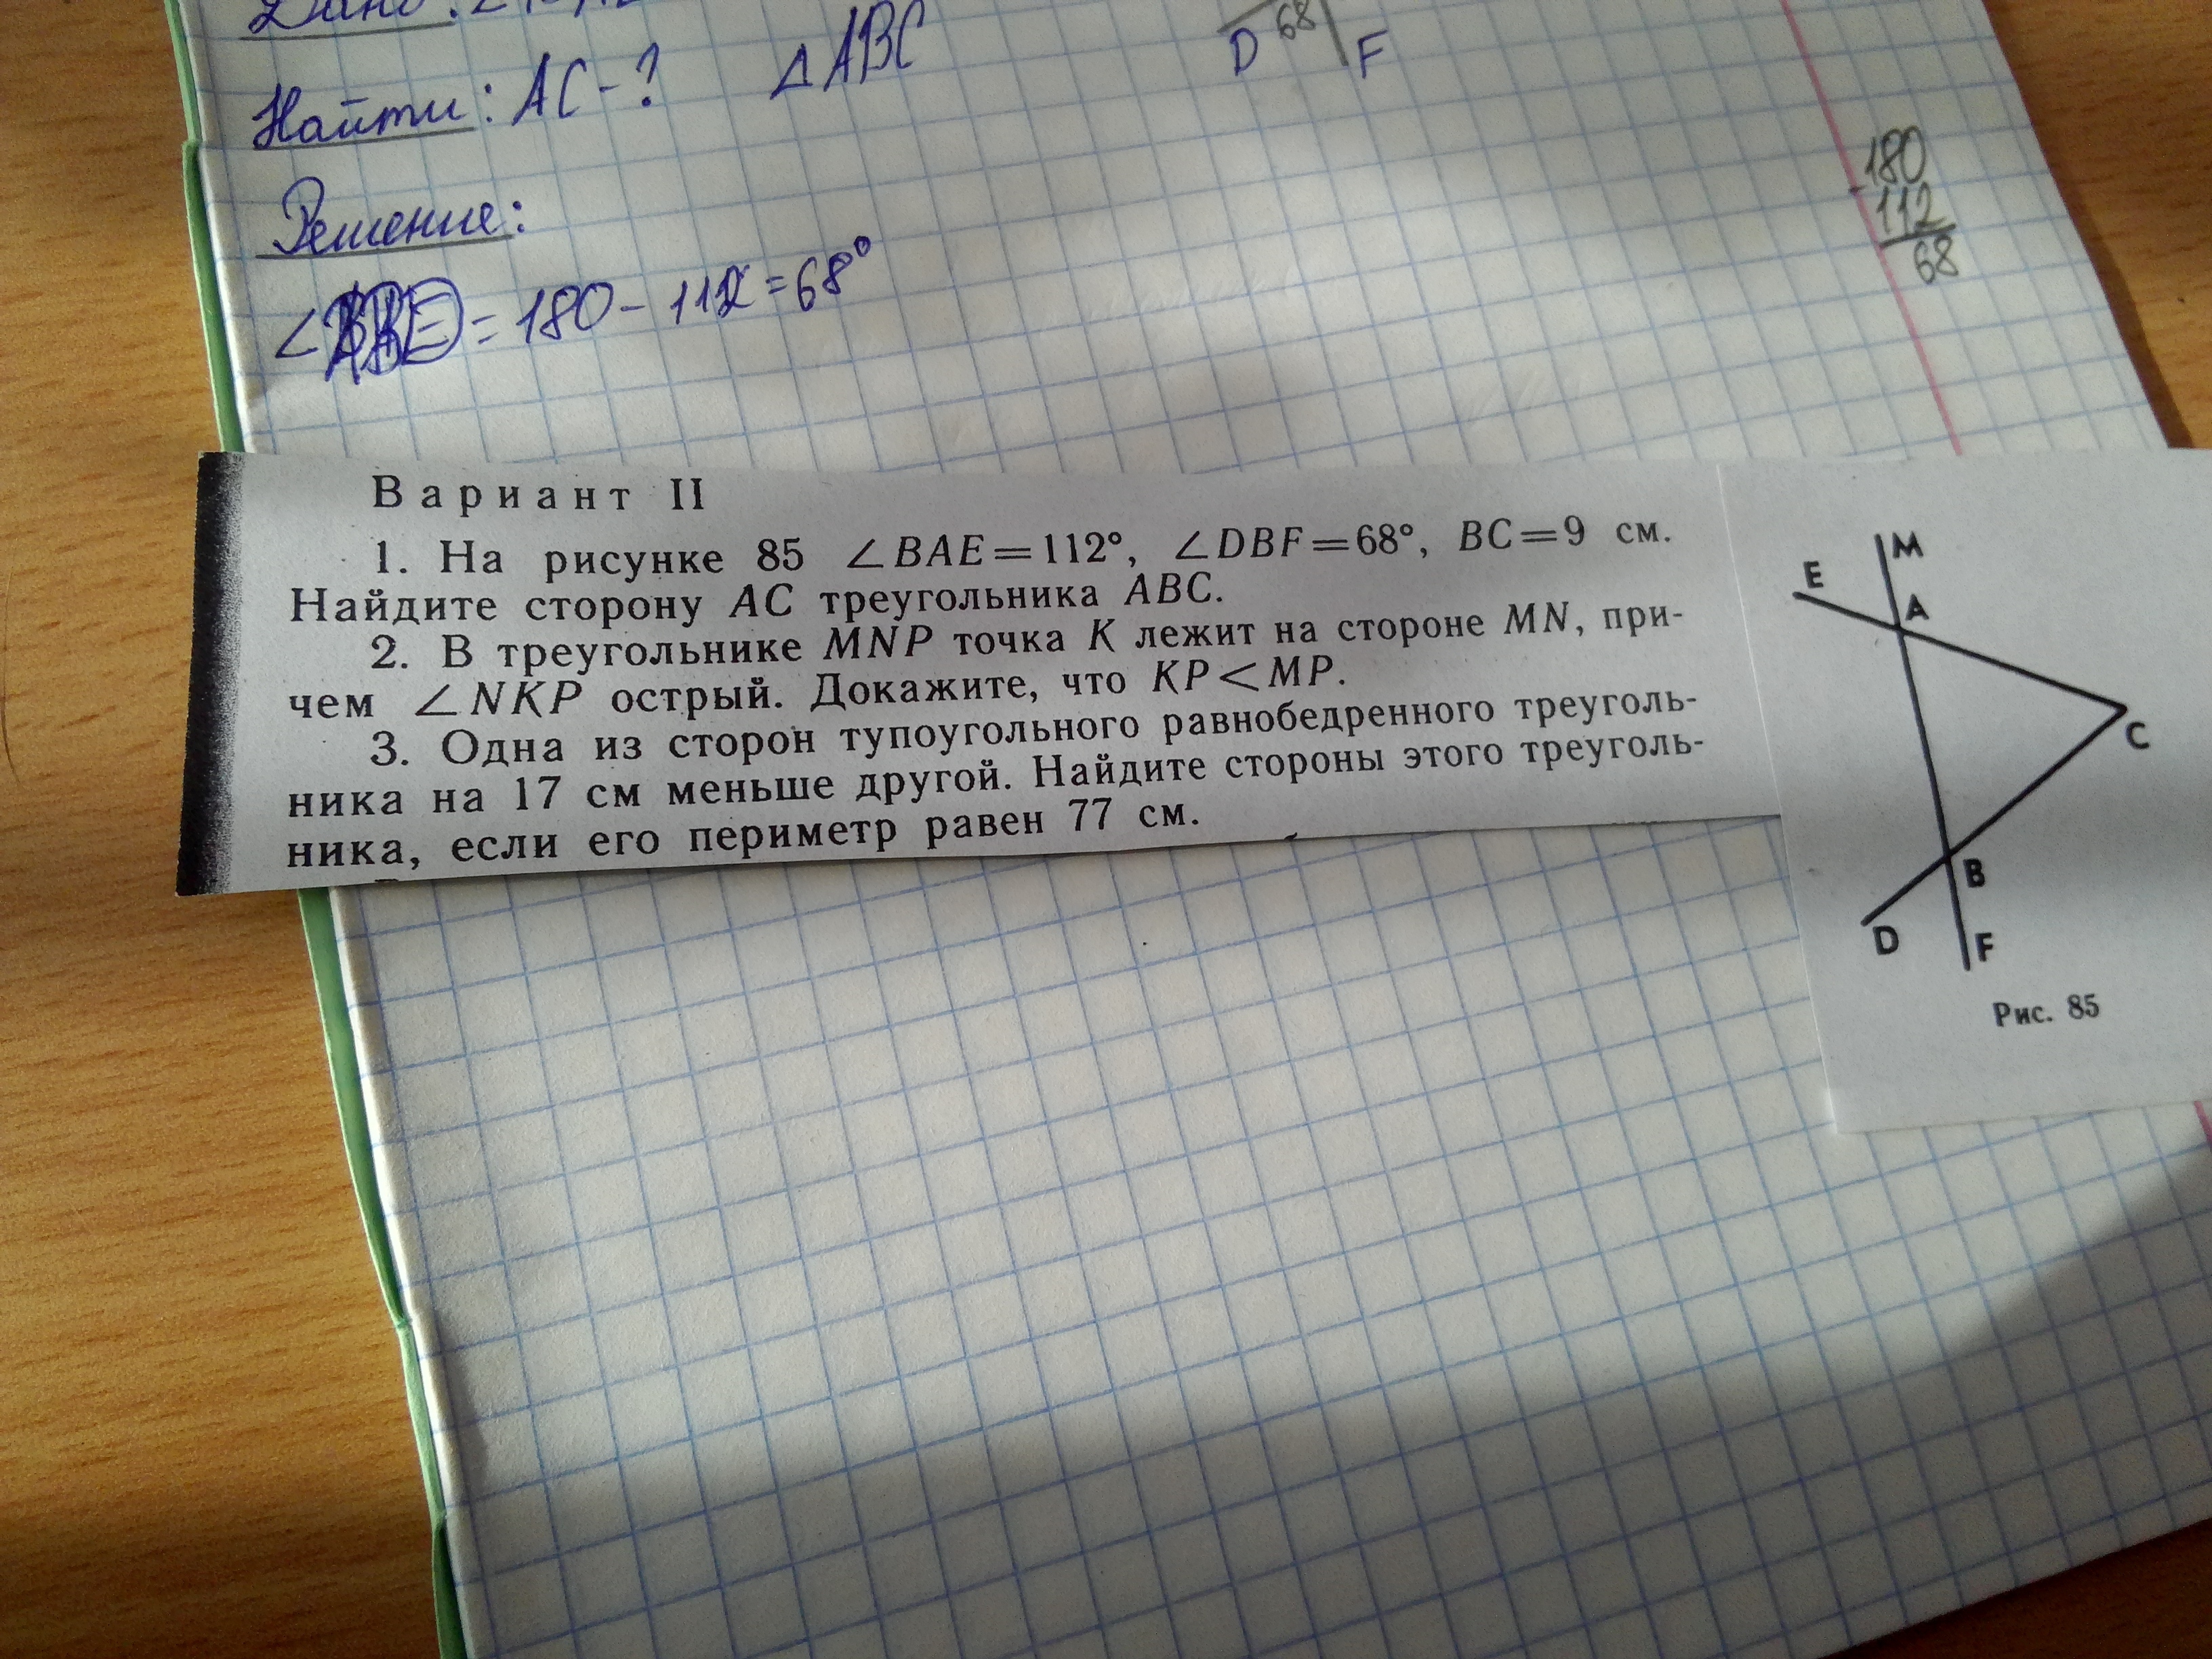 Дано:
68
D F
Найти: AC-? △ABC
180
-112
68
Решение:
= 180 - 112 = 68°
Вариант II
1. На рисунке 85 ∠BAE=112°, ∠DBF=68°, BC=9 см.
Найдите сторону AC треугольника ABC.
2. В треугольнике MNP точка K лежит на стороне MN, при-
чем ∠NKP острый. Докажите, что KP<MP.
3. Одна из сторон тупоугольного равнобедренного треуголь-
ника на 17 см меньше другой. Найдите стороны этого треуголь-
ника, если его периметр равен 77 см.
M
E
A
C
B
D
F
Рис. 85